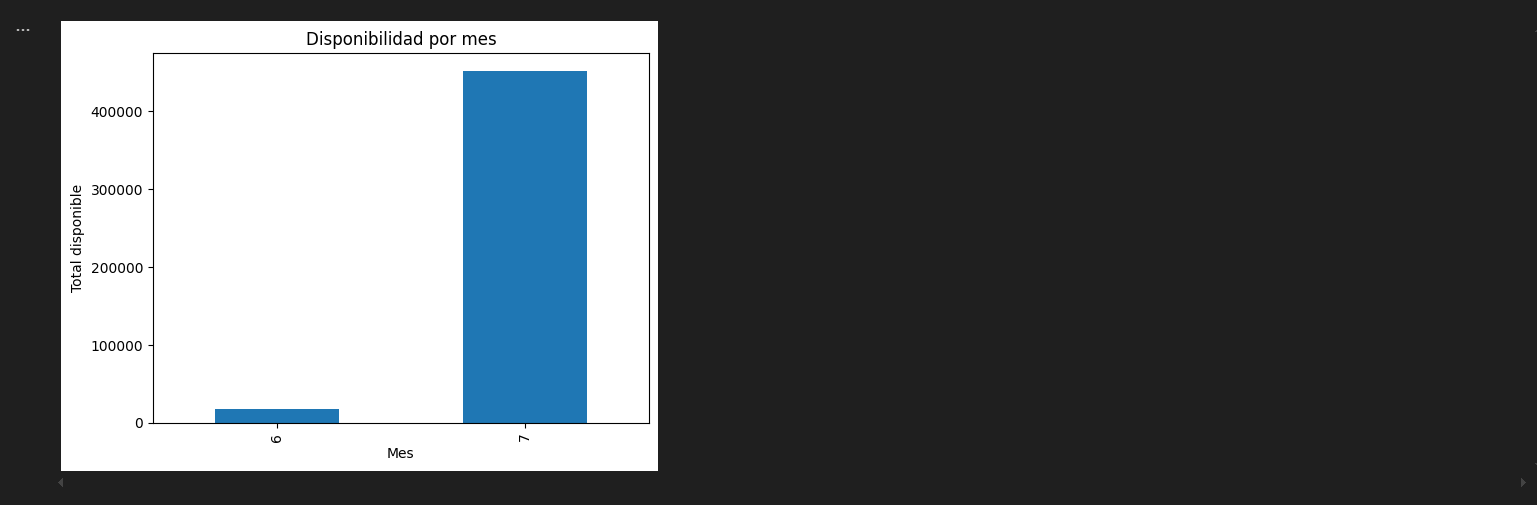 ...
Disponibilidad por mes
Total disponible
400000
300000
200000
100000
0
6
7
Mes